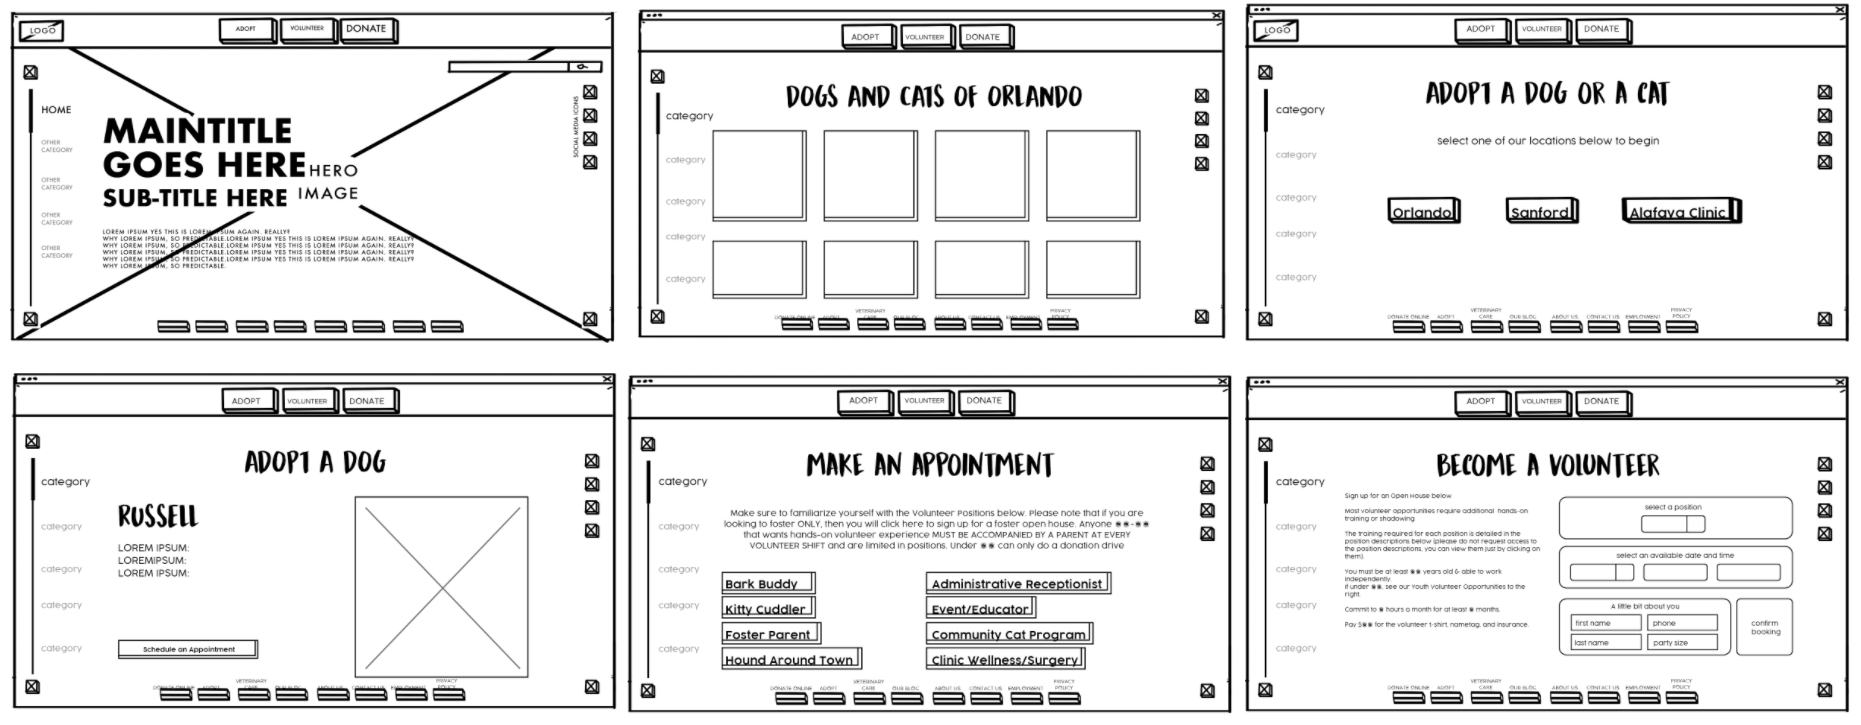 LOGO
ADOPT
VOLUNTEER
DONATE
HOME
OTHER
CATEGORY
OTHER
CATEGORY
OTHER
CATEGORY
OTHER
CATEGORY
MAINTITLE
GOES HERE
SUB-TITLE HERE
HERO
IMAGE
SOCIAL MEDIA ICONS
LOREM IPSUM YES THIS IS LOREM IPSUM AGAIN. REALLY?
WHY LOREM IPSUM, SO PREDICTABLE.LOREM IPSUM YES THIS IS LOREM IPSUM AGAIN. REALLY?
WHY LOREM IPSUM, SO PREDICTABLE.LOREM IPSUM YES THIS IS LOREM IPSUM AGAIN. REALLY?
WHY LOREM IPSUM, SO PREDICTABLE.LOREM IPSUM YES THIS IS LOREM IPSUM AGAIN. REALLY?
WHY LOREM IPSUM, SO PREDICTABLE.LOREM IPSUM YES THIS IS LOREM IPSUM AGAIN. REALLY?
WHY LOREM IPSUM, SO PREDICTABLE.
ADOPT
VOLUNTEER
DONATE
DOGS AND CATS OF ORLANDO
category
category
category
category
category
DONATE ONLINE
ADOPT
VETERINARY
CARE
OUR BLOG
ABOUT US
CONTACT US
EMPLOYMENT
PRIVACY
POLICY
LOGO
ADOPT
VOLUNTEER
DONATE
ADOPT A DOG OR A CAT
select one of our locations below to begin
category
category
category
category
category
Orlando
Sanford
Alafaya Clinic
DONATE ONLINE
ADOPT
VETERINARY
CARE
OUR BLOG
ABOUT US
CONTACT US
EMPLOYMENT
PRIVACY
POLICY
ADOPT
VOLUNTEER
DONATE
ADOPT A DOG
category
category
category
category
category
RUSSELL
LOREM IPSUM:
LOREMIPSUM:
LOREM IPSUM:
Schedule an Appointment
DONATE ONLINE
ADOPT
VETERINARY
CARE
OUR BLOG
ABOUT US
CONTACT US
EMPLOYMENT
PRIVACY
POLICY
ADOPT
VOLUNTEER
DONATE
MAKE AN APPOINTMENT
category
category
category
category
category
Make sure to familiarize yourself with the Volunteer Positions below. Please note that if you are
looking to foster ONLY, then you will click here to sign up for a foster open house. Anyone
that wants hands-on volunteer experience MUST BE ACCOMPANIED BY A PARENT AT EVERY
VOLUNTEER SHIFT and are limited in positions. Under can only do a donation drive
Bark Buddy
Kitty Cuddler
Foster Parent
Hound Around Town
Administrative Receptionist
Event/Educator
Community Cat Program
Clinic Wellness/Surgery
DONATE ONLINE
ADOPT
VETERINARY
CARE
OUR BLOG
ABOUT US
CONTACT US
EMPLOYMENT
PRIVACY
POLICY
ADOPT
VOLUNTEER
DONATE
BECOME A VOLUNTEER
category
category
category
category
category
Sign up for an Open House below
Most volunteer opportunities require additional hands-on
training or shadowing
The training required for each position is detailed in the
position descriptions below (please do not request access to
the position descriptions, you can view them just by clicking on
them).
You must be at least years old & able to work
independently.
if under , see our Youth Volunteer Opportunities to the
right.
Commit to hours a month for at least months.
Pay $ for the volunteer t-shirt, nametag, and insurance.
select a position
select an available date and time
A little bit about you
first name
phone
last name
party size
confirm
booking
DONATE ONLINE
ADOPT
VETERINARY
CARE
OUR BLOG
ABOUT US
CONTACT US
EMPLOYMENT
PRIVACY
POLICY